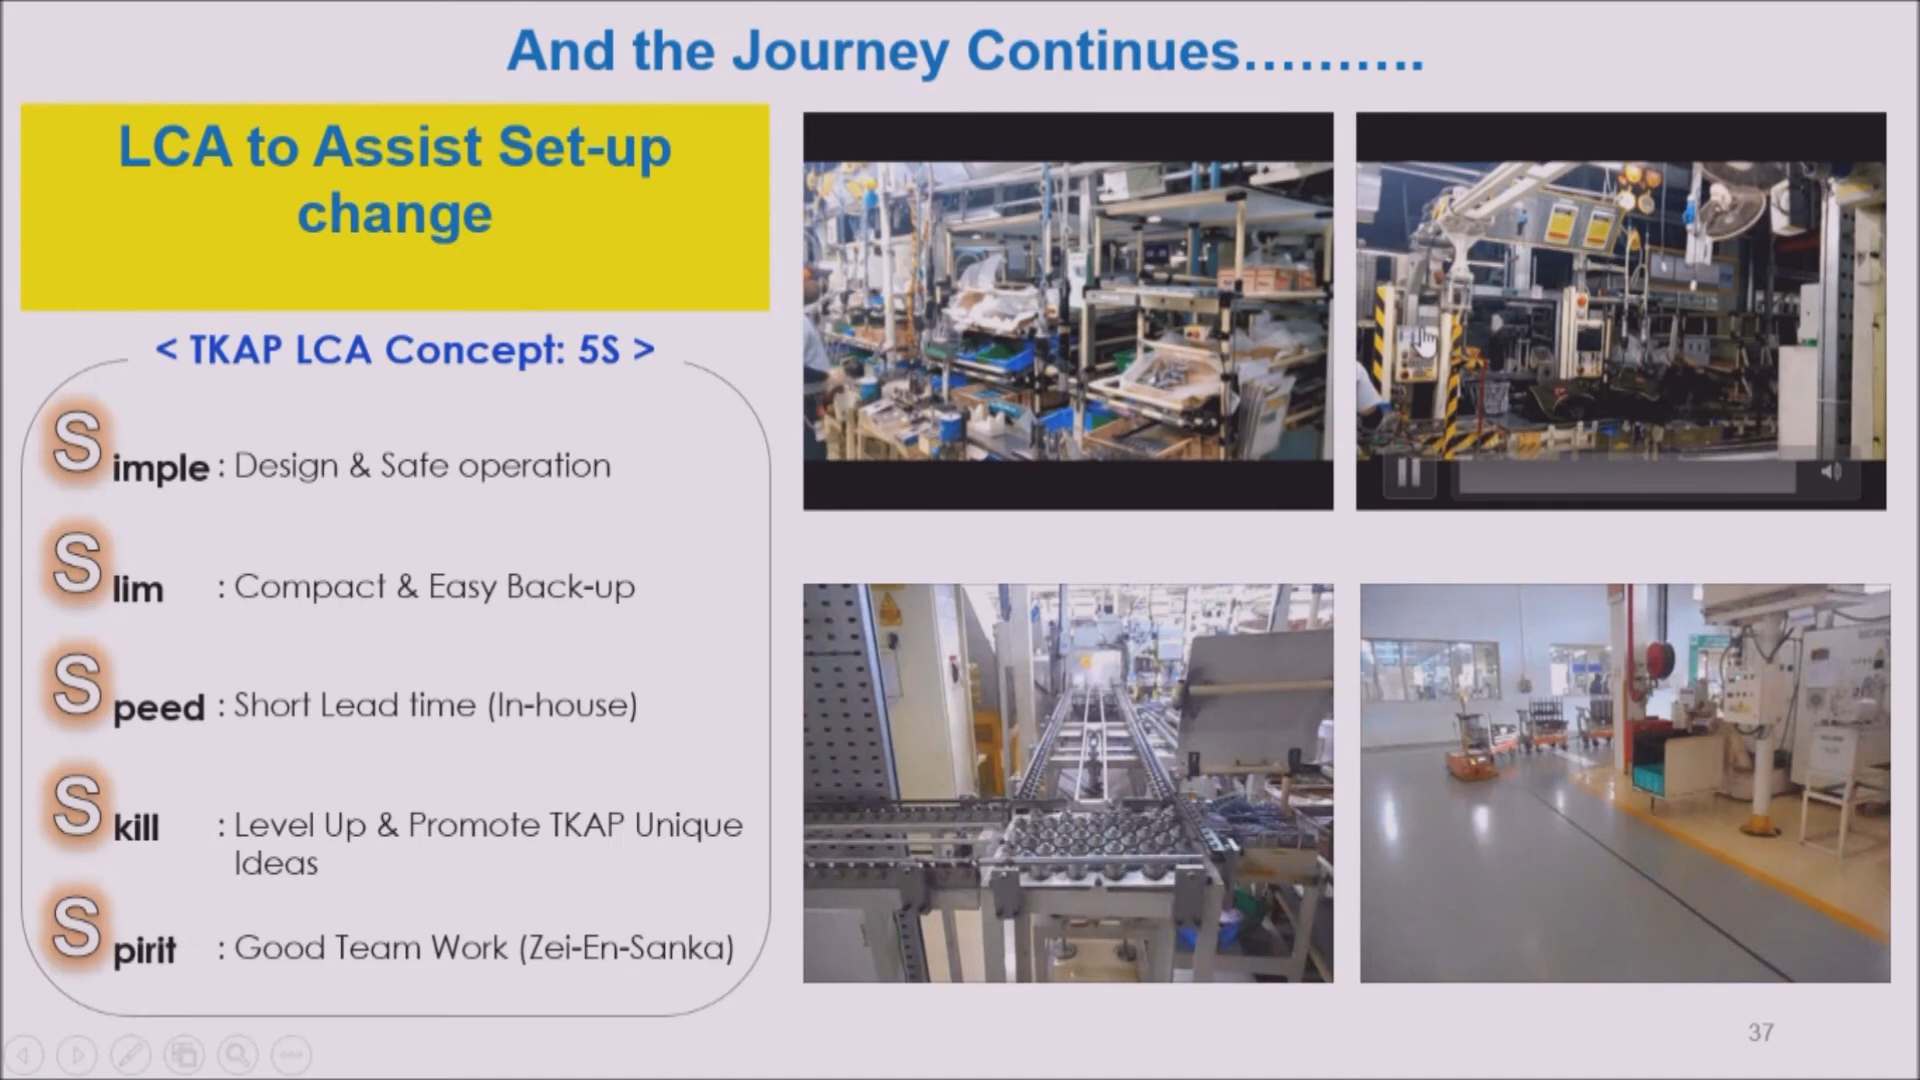 And the Journey Continues..........
LCA to Assist Set-up
change
< TKAP LCA Concept: 5S >
Simple : Design & Safe operation
Slim : Compact & Easy Back-up
Speed : Short Lead time (In-house)
Skill : Level Up & Promote TKAP Unique
Ideas
Spirit : Good Team Work (Zei-En-Sanka)
37